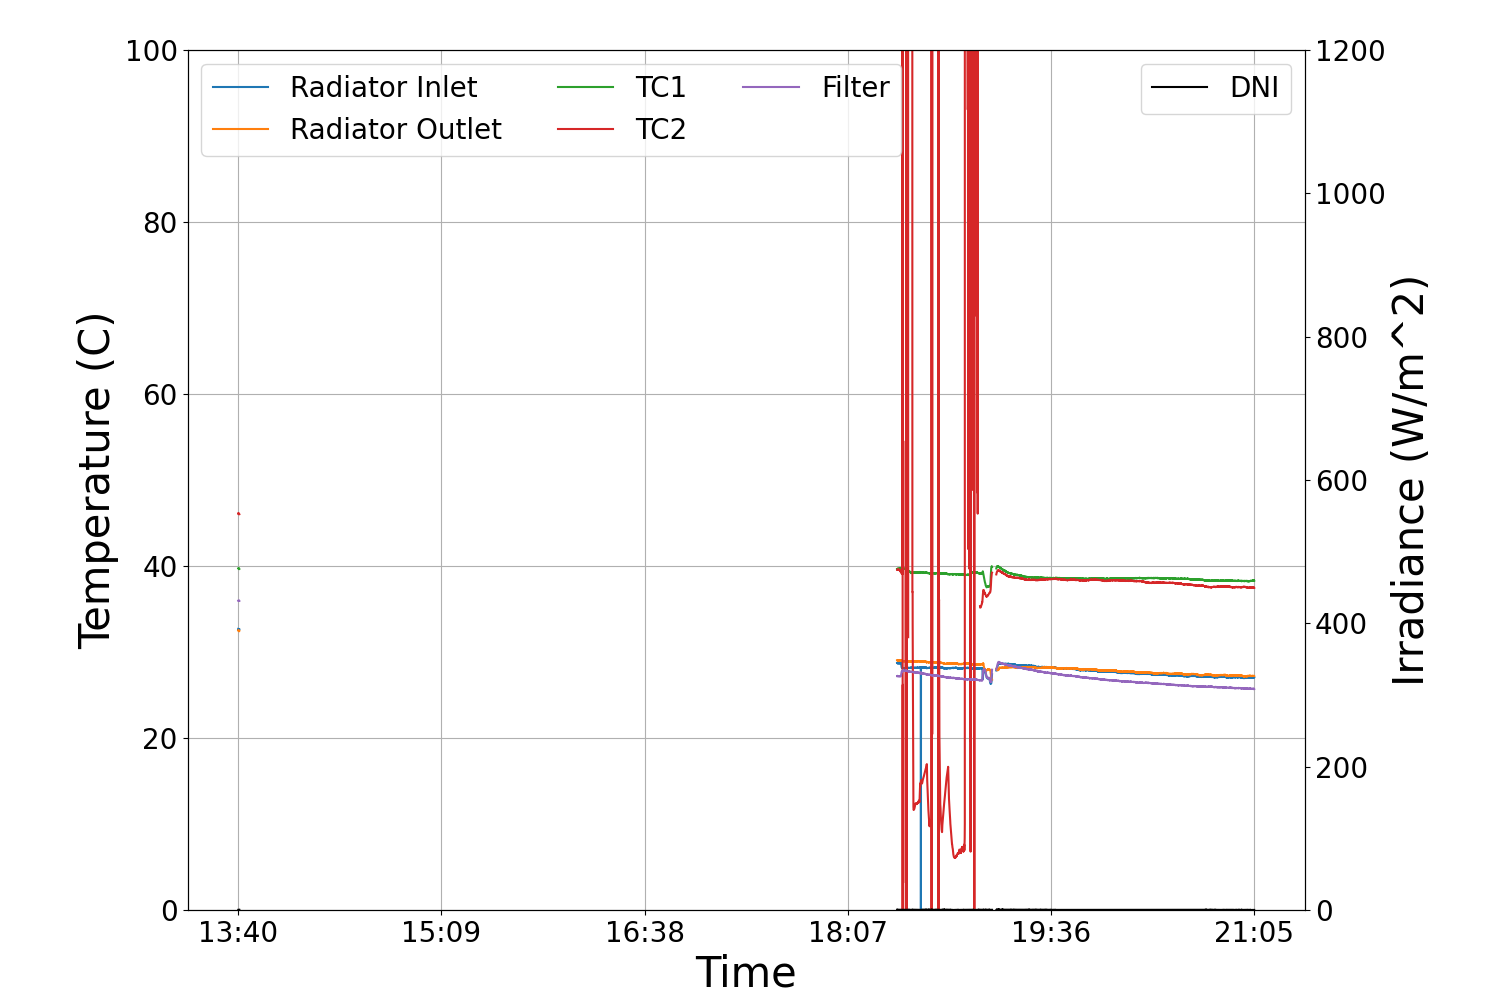 100
80
60
40
20
0
Temperature (C)
Radiator Inlet
Radiator Outlet
TC1
TC2
Filter
DNI
1200
1000
800
600
400
200
0
Irradiance (W/m^2)
13:40 15:09 16:38 18:07 19:36 21:05
Time